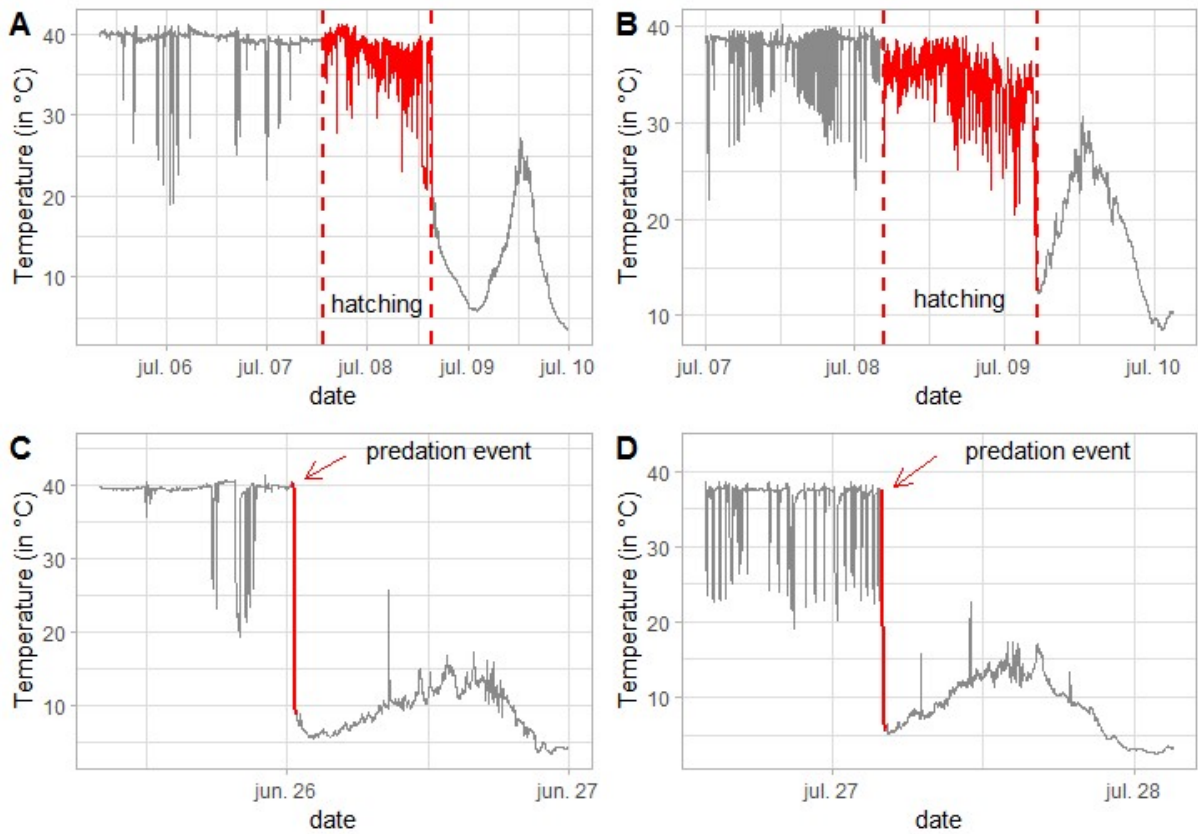 A
Temperature (in °C)
40
30
20
10
hatching
jul. 06
jul. 07
jul. 08
jul. 09
jul. 10
date
B
Temperature (in °C)
40
30
20
10
hatching
jul. 07
jul. 08
jul. 09
jul. 10
date
C
predation event
Temperature (in °C)
40
30
20
10
jun. 26
jun. 27
date
D
predation event
Temperature (in °C)
40
30
20
10
jul. 27
jul. 28
date